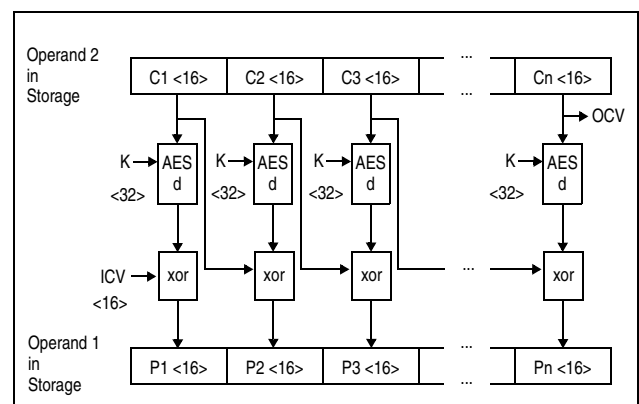 Operand 2
in
Storage
C1 <16> C2 <16> C3 <16> ... ... Cn <16>
OCV
K AES d K AES d K AES d K AES d
<32> <32> <32> <32>
ICV xor xor xor ... xor
<16>
Operand 1
in
Storage
P1 <16> P2 <16> P3 <16> ... ... Pn <16>